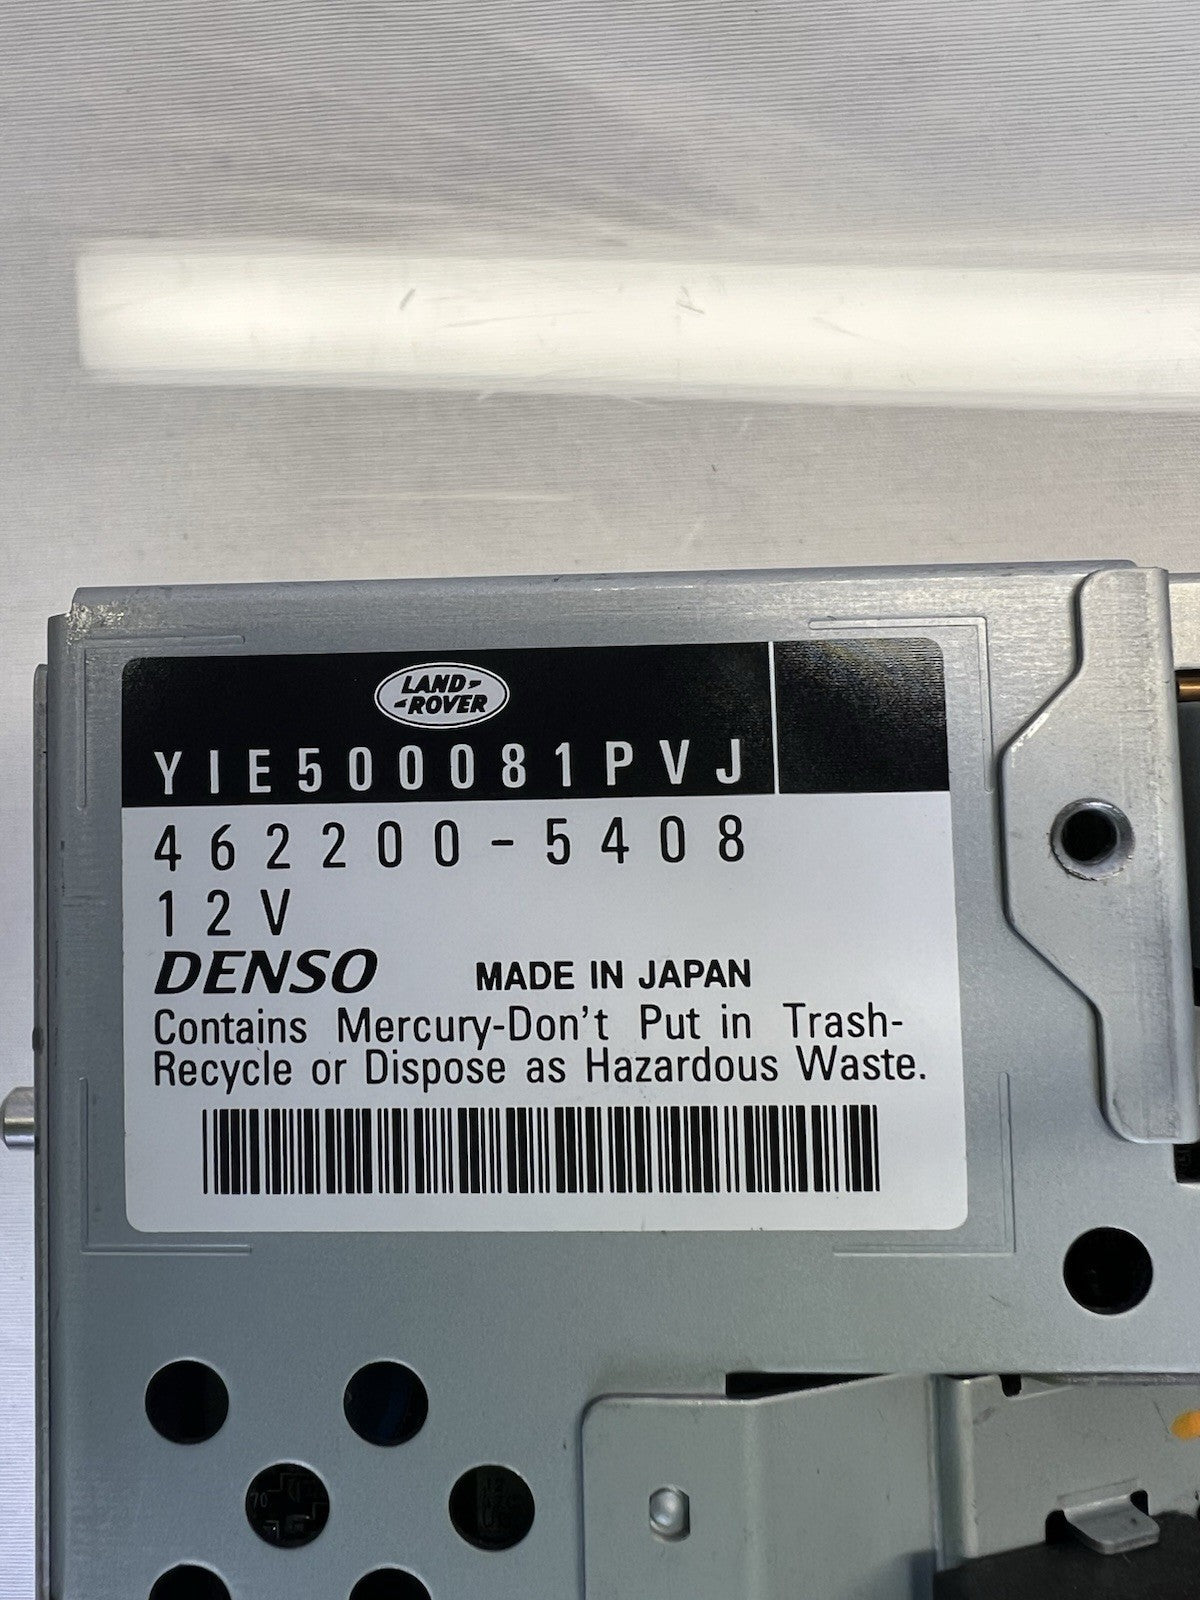 LAND-
-ROVER
YIE500081PVJ
462200-5408
12V
DENSO MADE IN JAPAN
Contains Mercury-Don't Put in Trash-
Recycle or Dispose as Hazardous Waste.
70